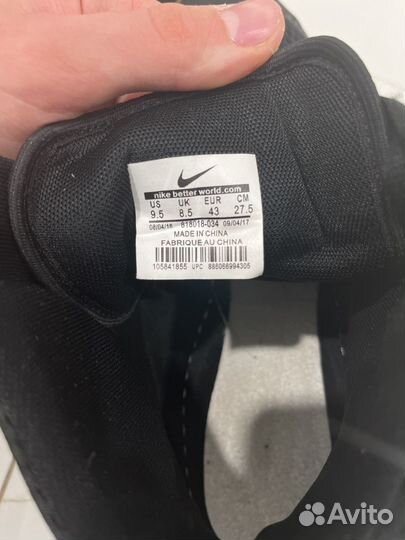 nike better world.com
US UK EUR CM
9.5 8.5 43 27.5
08/04/16 818018-034 09/04/17
MADE IN CHINA
FABRIQUE AU CHINA
105841855 UPC 886068994305
Avito